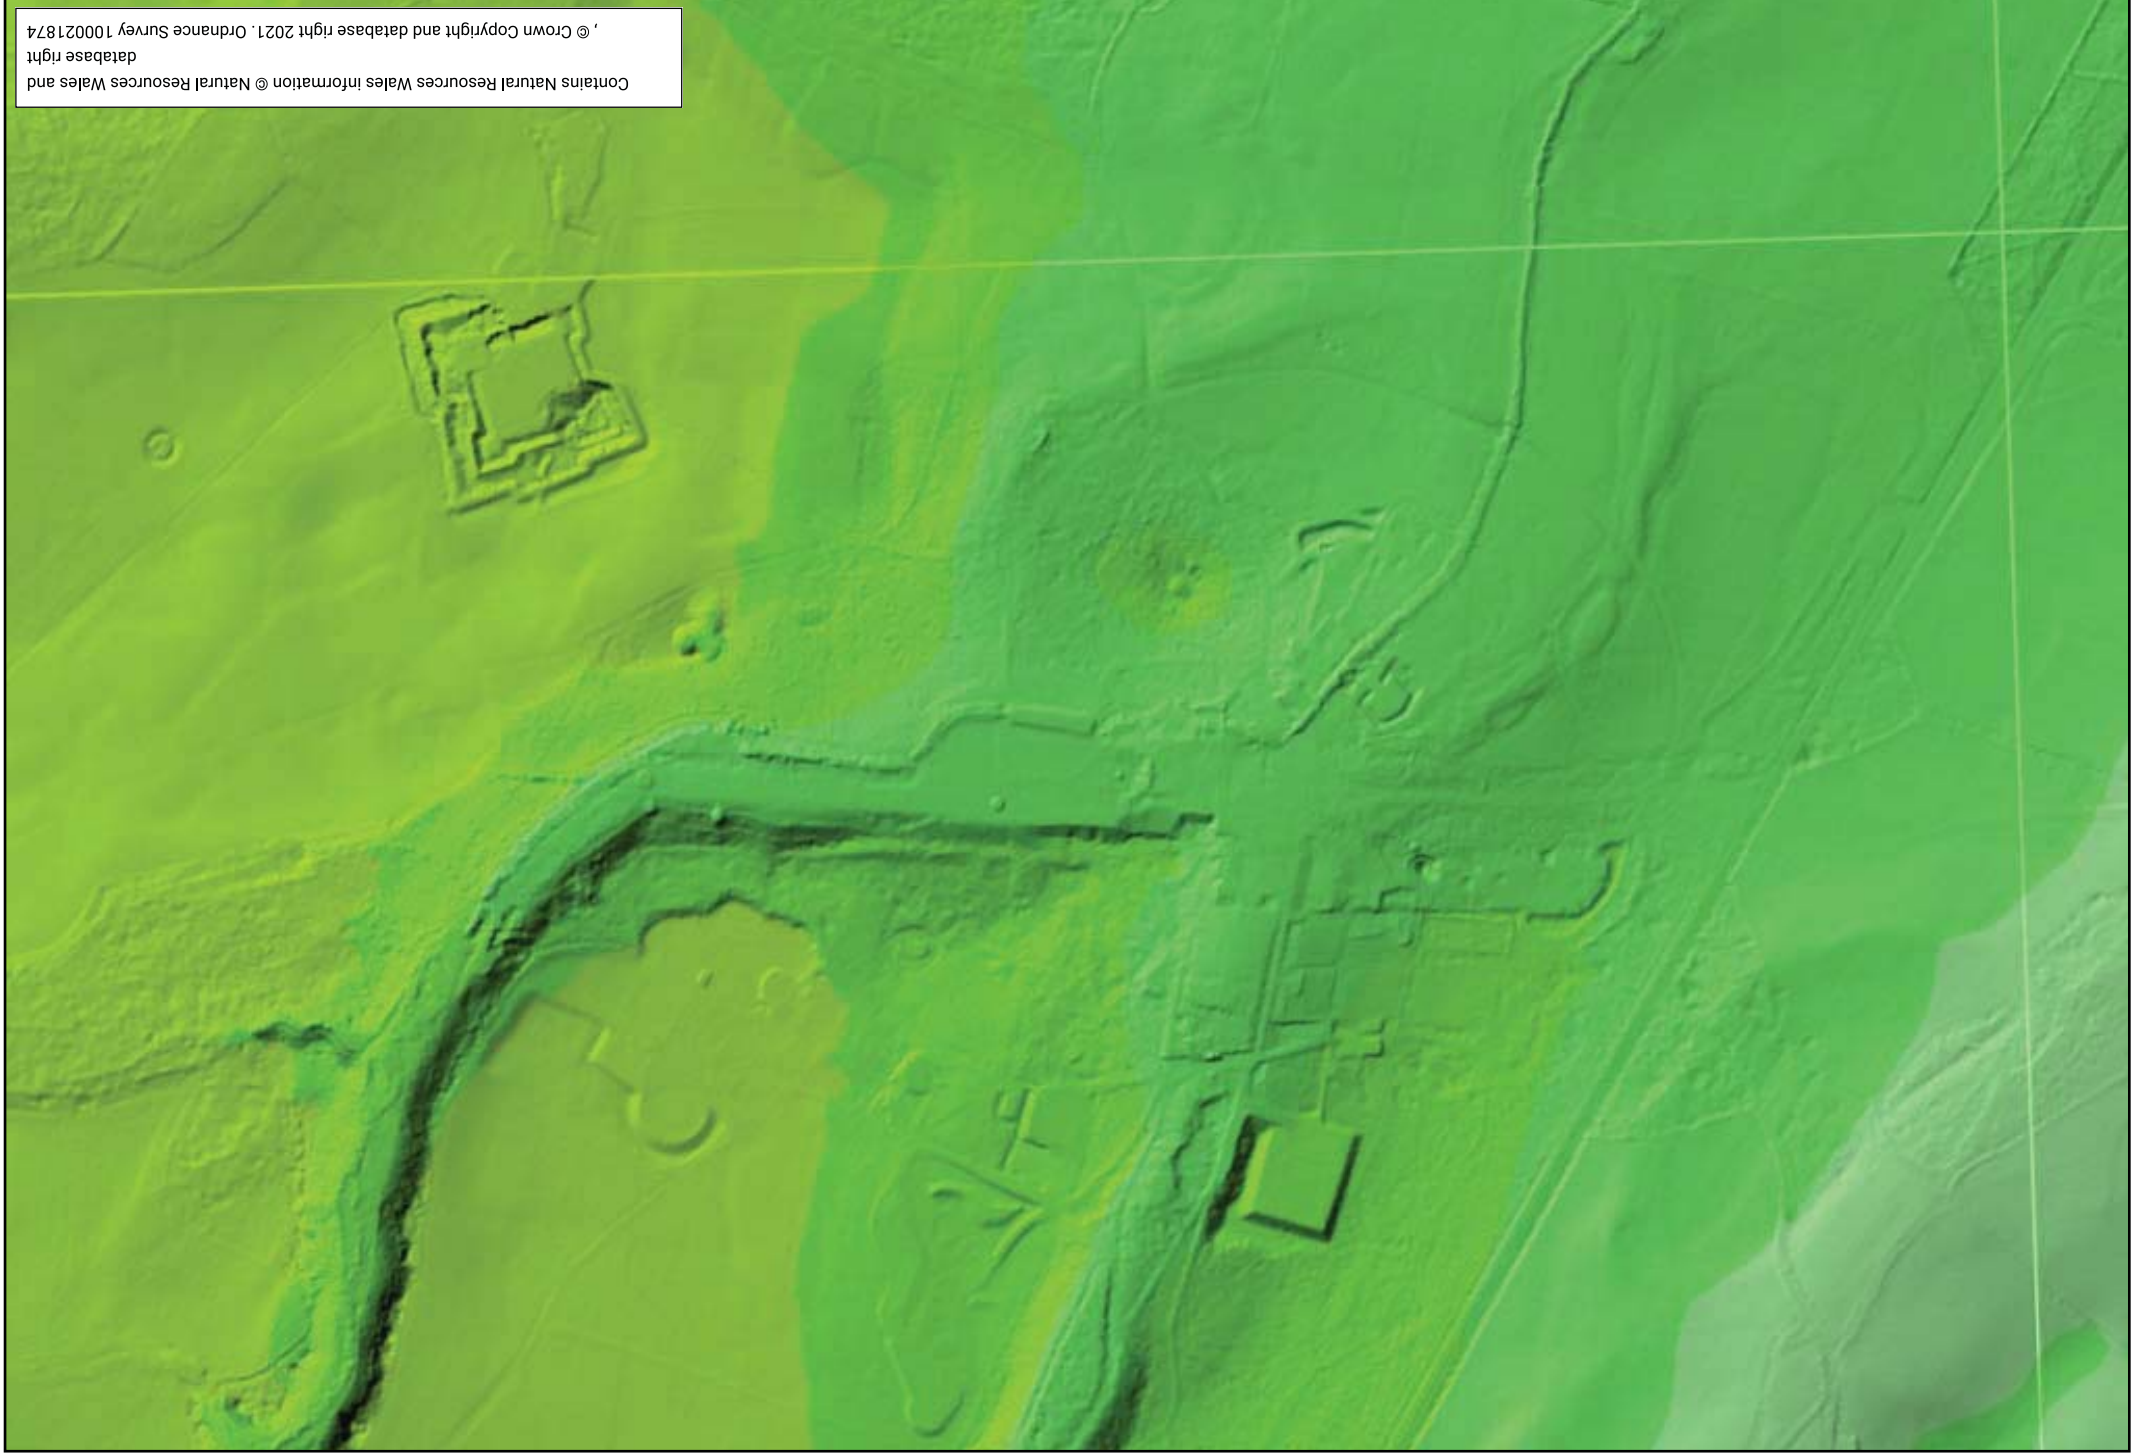 Contains Natural Resources Wales information © Natural Resources Wales and
database right
, © Crown Copyright and database right 2021. Ordnance Survey 100021874